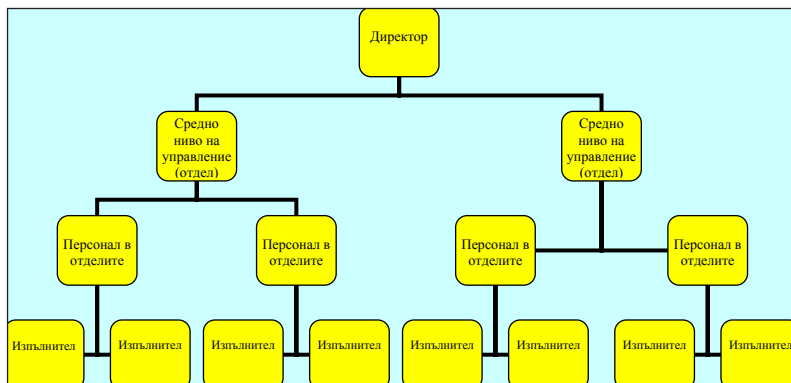 Директор
Средно
ниво на
управление
(отдел)
Средно
ниво на
управление
(отдел)
Персонал в
отделите
Персонал в
отделите
Персонал в
отделите
Персонал в
отделите
Изпълнител
Изпълнител
Изпълнител
Изпълнител
Изпълнител
Изпълнител
Изпълнител
Изпълнител